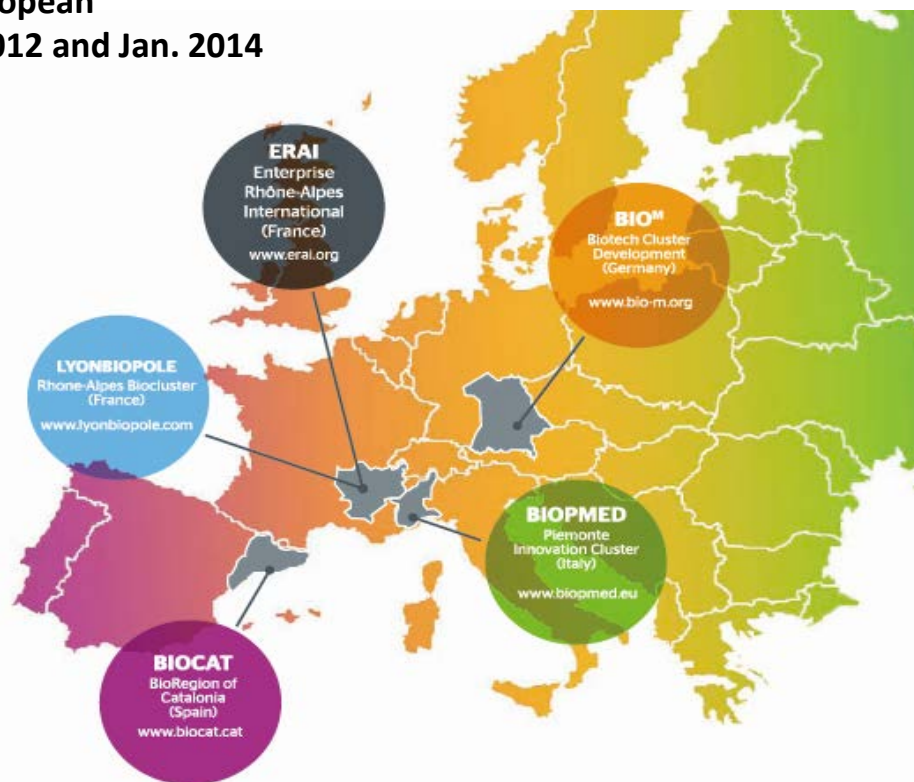 opean
012 and Jan. 2014
ERAI
Enterprise
Rhône-Alpes
International
(France)
www.erai.org
BIOᴹ
Biotech Cluster
Development
(Germany)
www.bio-m.org
LYONBIOPOLE
Rhone-Alpes Biocluster
(France)
www.lyonbiopole.com
BIOPMED
Piemonte
Innovation Cluster
(Italy)
www.biopmed.eu
BIOCAT
BioRegion of
Catalonia
(Spain)
www.biocat.cat